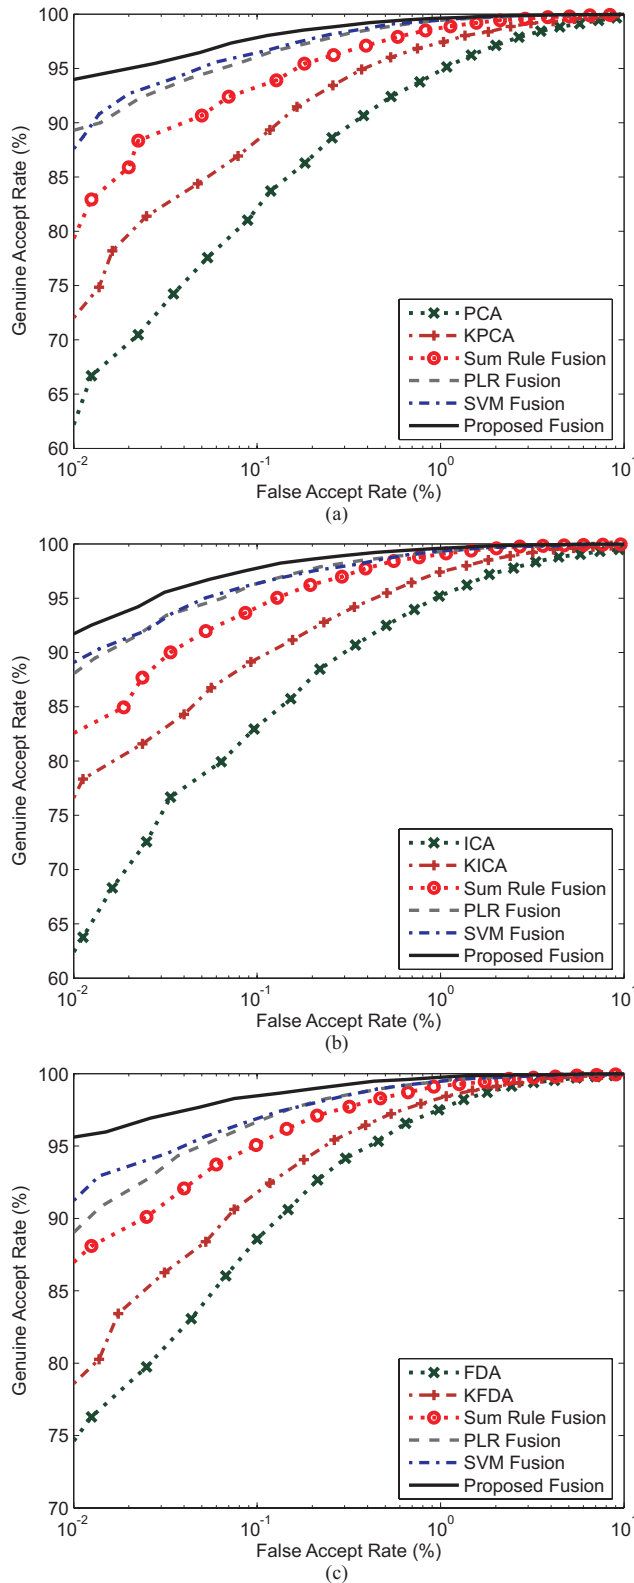 100
95
90
85
80
75
70
65
60
Genuine Accept Rate (%)
PCA
KPCA
Sum Rule Fusion
PLR Fusion
SVM Fusion
Proposed Fusion
10^-2 10^-1 10^0 10^1
False Accept Rate (%)
(a)
100
95
90
85
80
75
70
65
60
Genuine Accept Rate (%)
ICA
KICA
Sum Rule Fusion
PLR Fusion
SVM Fusion
Proposed Fusion
10^-2 10^-1 10^0 10^1
False Accept Rate (%)
(b)
100
95
90
85
80
75
70
Genuine Accept Rate (%)
FDA
KFDA
Sum Rule Fusion
PLR Fusion
SVM Fusion
Proposed Fusion
10^-2 10^-1 10^0 10^1
False Accept Rate (%)
(c)